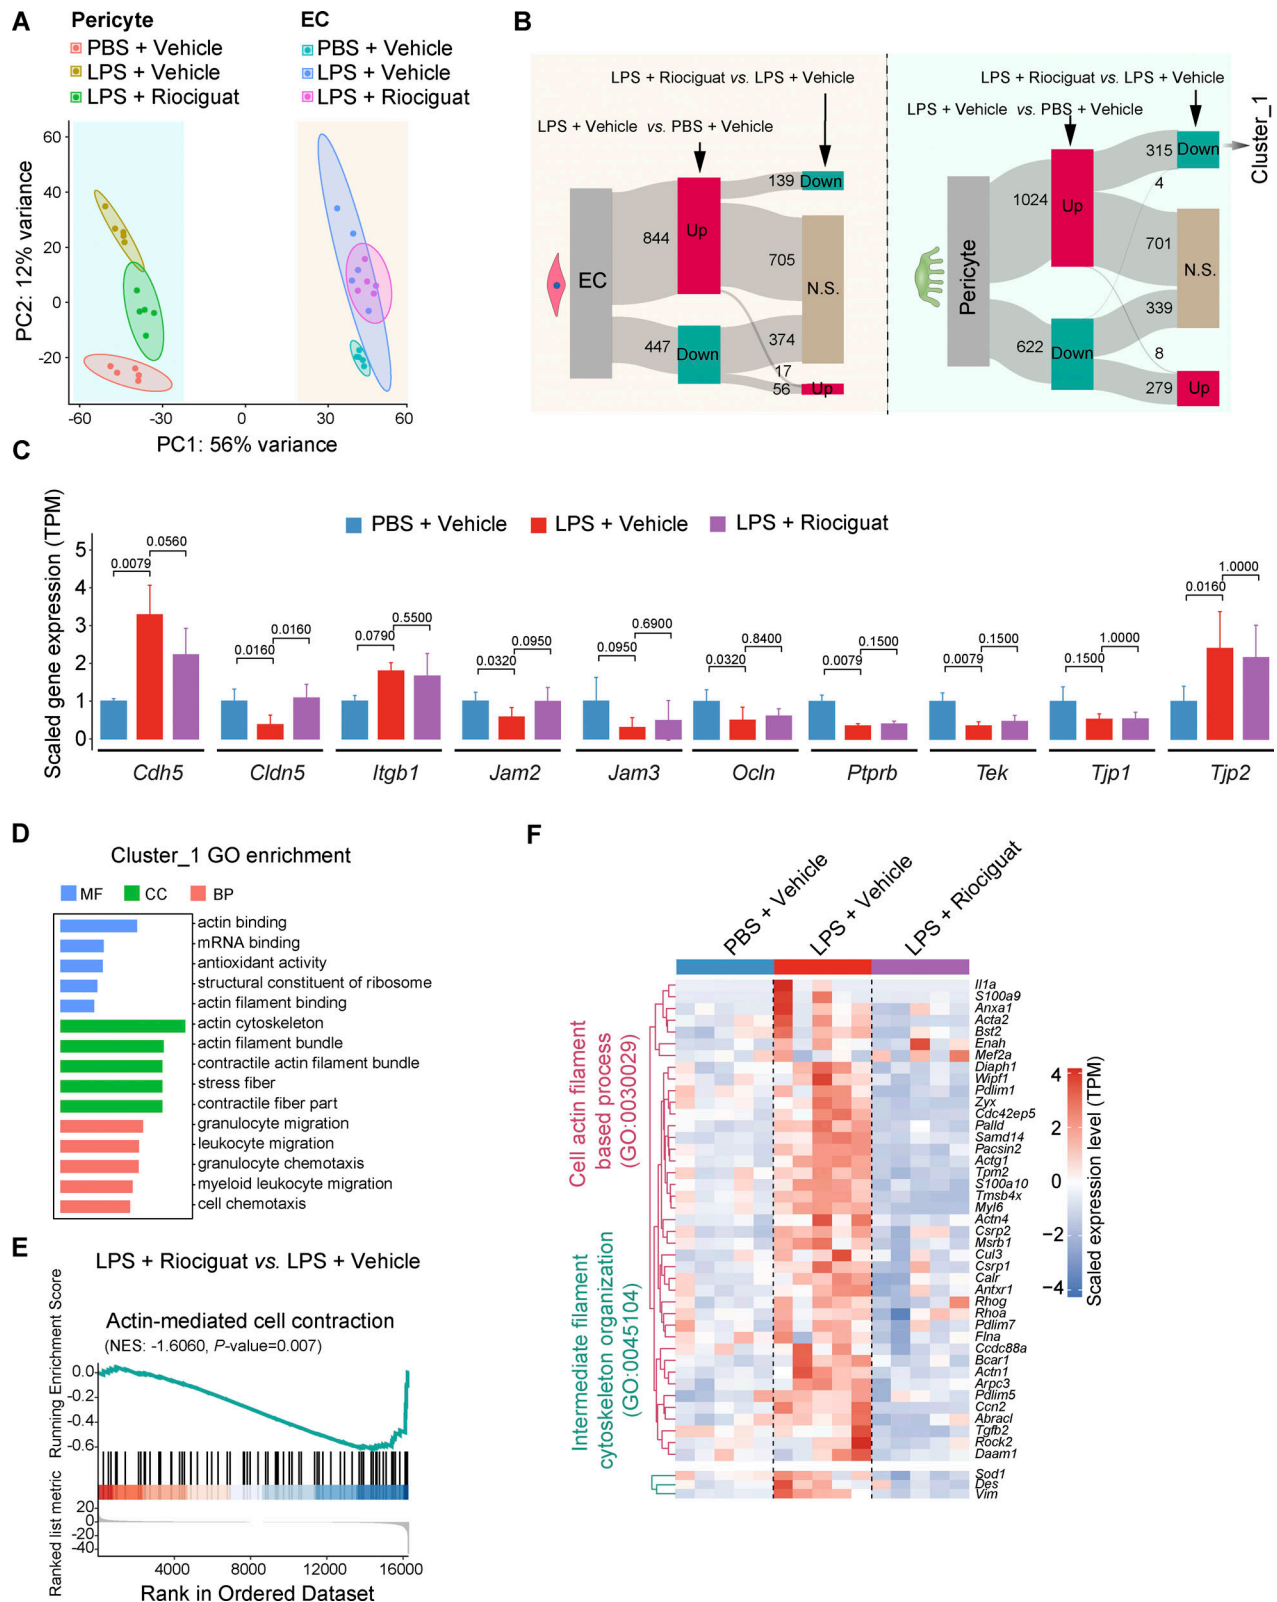 A
Pericyte
PBS + Vehicle
LPS + Vehicle
LPS + Riociguat
EC
PBS + Vehicle
LPS + Vehicle
LPS + Riociguat
PC2: 12% variance
60
40
20
0
-20
-60
-30
0
30
60
PC1: 56% variance
B
LPS + Riociguat vs. LPS + Vehicle
LPS + Vehicle vs. PBS + Vehicle
EC
844
Up
447
Down
139
Down
705
N.S.
374
17
56
Up
LPS + Riociguat vs. LPS + Vehicle
LPS + Vehicle vs. PBS + Vehicle
Pericyte
1024
Up
622
Down
315
Down
4
701
N.S.
339
8
279
Up
Cluster_1
C
Scaled gene expression (TPM)
PBS + Vehicle
LPS + Vehicle
LPS + Riociguat
5
4
3
2
1
0
0.0079
0.0560
0.0160
0.0160
0.0790
0.5500
0.0320
0.0950
0.0950
0.6900
0.0320
0.8400
0.0079
0.1500
0.0079
0.1500
0.1500
1.0000
0.0160
1.0000
Cdh5
Cldn5
Itgb1
Jam2
Jam3
Ocln
Ptprb
Tek
Tjp1
Tjp2
D
Cluster_1 GO enrichment
MF
CC
BP
actin binding
mRNA binding
antioxidant activity
structural constituent of ribosome
actin filament binding
actin cytoskeleton
actin filament bundle
contractile actin filament bundle
stress fiber
contractile fiber part
granulocyte migration
leukocyte migration
granulocyte chemotaxis
myeloid leukocyte migration
cell chemotaxis
E
LPS + Riociguat vs. LPS + Vehicle
Actin-mediated cell contraction
(NES: -1.6060, P-value=0.007)
Running Enrichment Score
0.0
-0.2
-0.4
-0.6
Ranked list metric
20
0
-20
-40
4000
8000
12000
16000
Rank in Ordered Dataset
F
PBS + Vehicle
LPS + Vehicle
LPS + Riociguat
Cell actin filament
based process
(GO:0030029)
Intermediate filament
cytoskeleton organization
(GO:0045104)
Il1a
S100a9
Anxa1
Acta2
Bst2
Enah
Mef2a
Diaph1
Wipf1
Pdlim1
Zyx
Cdc42ep5
Palld
Samd14
Pacsin2
Actg1
Tpm2
S100a10
Tmsb4x
Myl6
Actn4
Csrp2
Msrb1
Cul3
Csrp1
Calr
Antxr1
Rhog
Rhoa
Pdlim7
Flna
Ccdc88a
Bcar1
Actn1
Arpc3
Pdlim5
Ccn2
Abracl
Tgfb2
Rock2
Daam1
Sod1
Des
Vim
4
2
0
−2
−4
Scaled expression level (TPM)